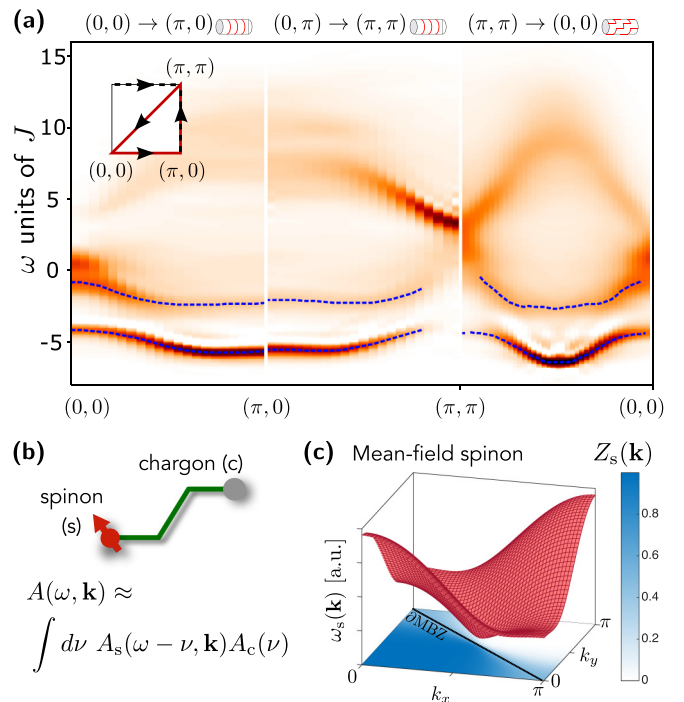 (a) (0, 0) → (π, 0) (0, π) → (π, π) (π, π) → (0, 0)
15
10
5
0
-5
ω units of J
(π, π)
(0, 0) (π, 0)
(0, 0) (π, 0) (π, π) (0, 0)
(b)
chargon (c)
spinon
(s)
A(ω, k) ≈
∫ dν A_s(ω − ν, k)A_c(ν)
(c) Mean-field spinon Z_s(k)
ω_s(k) [a.u.]
∂MBZ
0
k_x
π
0
k_y
π
0.8
0.6
0.4
0.2
0